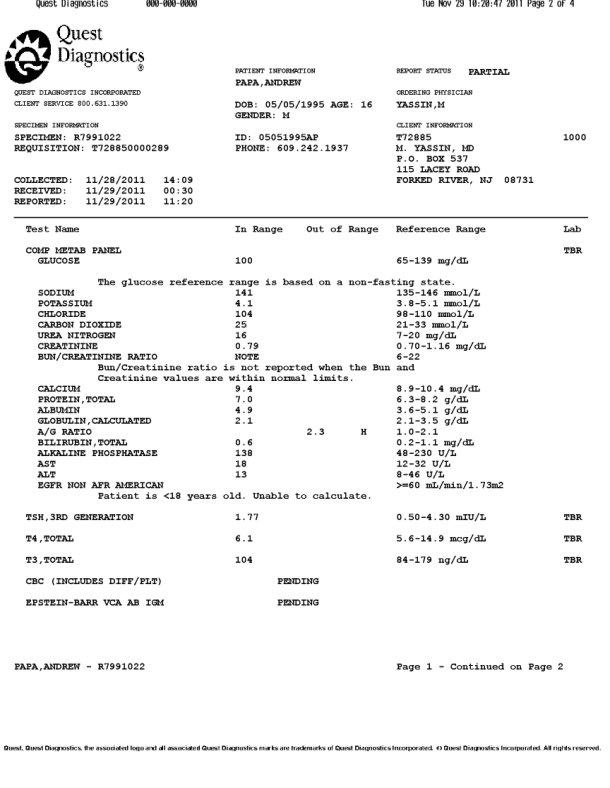 Quest Diagnostics 000-000-0000 Tue Nov 29 10:20:47 2011 Page 2 of 4
Quest
Diagnostics
®
PATIENT INFORMATION REPORT STATUS PARTIAL
PAPA,ANDREW
QUEST DIAGNOSTICS INCORPORATED ORDERING PHYSICIAN
CLIENT SERVICE 800.631.1390 DOB: 05/05/1995 AGE: 16 YASSIN,M
GENDER: M
SPECIMEN INFORMATION CLIENT INFORMATION
SPECIMEN: R7991022 ID: 05051995AP T72885 1000
REQUISITION: T728850000289 PHONE: 609.242.1937 M. YASSIN, MD
P.O. BOX 537
115 LACEY ROAD
COLLECTED: 11/28/2011 14:09 FORKED RIVER, NJ 08731
RECEIVED: 11/29/2011 00:30
REPORTED: 11/29/2011 11:20
Test Name In Range Out of Range Reference Range Lab
COMP METAB PANEL TBR
GLUCOSE 100 65-139 mg/dL
The glucose reference range is based on a non-fasting state.
SODIUM 141 135-146 mmol/L
POTASSIUM 4.1 3.8-5.1 mmol/L
CHLORIDE 104 98-110 mmol/L
CARBON DIOXIDE 25 21-33 mmol/L
UREA NITROGEN 16 7-20 mg/dL
CREATININE 0.79 0.70-1.16 mg/dL
BUN/CREATININE RATIO NOTE 6-22
Bun/Creatinine ratio is not reported when the Bun and
Creatinine values are within normal limits.
CALCIUM 9.4 8.9-10.4 mg/dL
PROTEIN,TOTAL 7.0 6.3-8.2 g/dL
ALBUMIN 4.9 3.6-5.1 g/dL
GLOBULIN,CALCULATED 2.1 2.1-3.5 g/dL
A/G RATIO 2.3 H 1.0-2.1
BILIRUBIN,TOTAL 0.6 0.2-1.1 mg/dL
ALKALINE PHOSPHATASE 138 48-230 U/L
AST 18 12-32 U/L
ALT 13 8-46 U/L
EGFR NON AFR AMERICAN >=60 mL/min/1.73m2
Patient is <18 years old. Unable to calculate.
TSH,3RD GENERATION 1.77 0.50-4.30 mIU/L TBR
T4,TOTAL 6.1 5.6-14.9 mcg/dL TBR
T3,TOTAL 104 84-179 ng/dL TBR
CBC (INCLUDES DIFF/PLT) PENDING
EPSTEIN-BARR VCA AB IGM PENDING
PAPA,ANDREW - R7991022 Page 1 - Continued on Page 2
Quest, Quest Diagnostics, the associated logo and all associated Quest Diagnostics marks are trademarks of Quest Diagnostics Incorporated. © Quest Diagnostics Incorporated. All rights reserved.